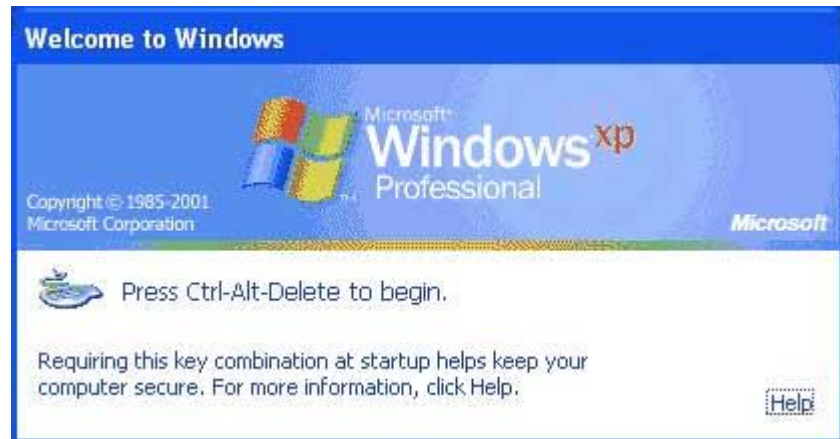 Welcome to Windows
Microsoft®
Windows xp
Professional
Copyright © 1985-2001
Microsoft Corporation
Microsoft
Press Ctrl-Alt-Delete to begin.
Requiring this key combination at startup helps keep your
computer secure. For more information, click Help.
Help